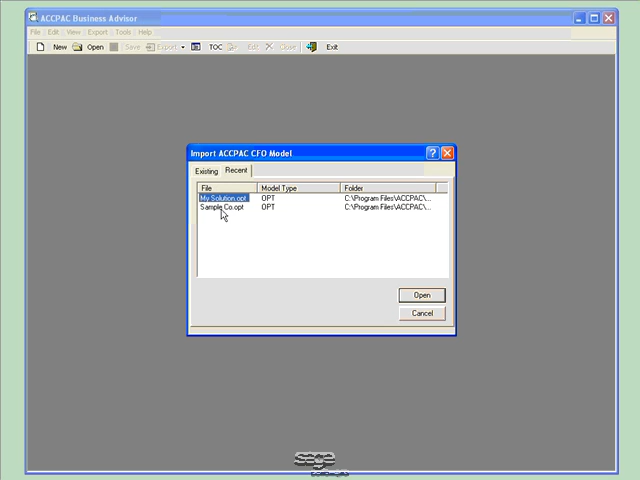 ACCPAC Business Advisor
File Edit View Export Tools Help
New Open Save Export TOC Edit Close Exit
Import ACCPAC CFO Model
Existing Recent
File Model Type Folder
My Solution.opt OPT C:\Program Files\ACCPAC\...
Sample Co.opt OPT C:\Program Files\ACCPAC\...
Open
Cancel
sage